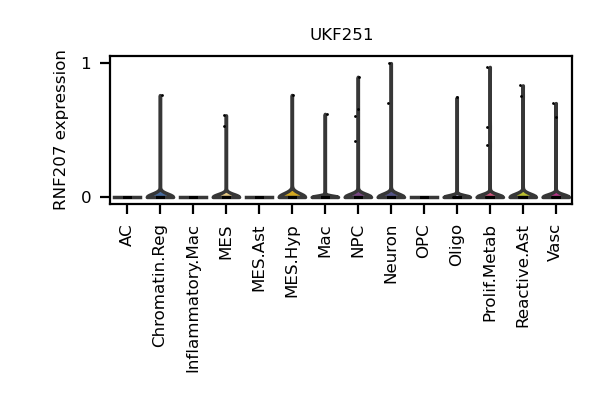 UKF251
RNF207 expression
1
0
AC
Chromatin.Reg
Inflammatory.Mac
MES
MES.Ast
MES.Hyp
Mac
NPC
Neuron
OPC
Oligo
Prolif.Metab
Reactive.Ast
Vasc